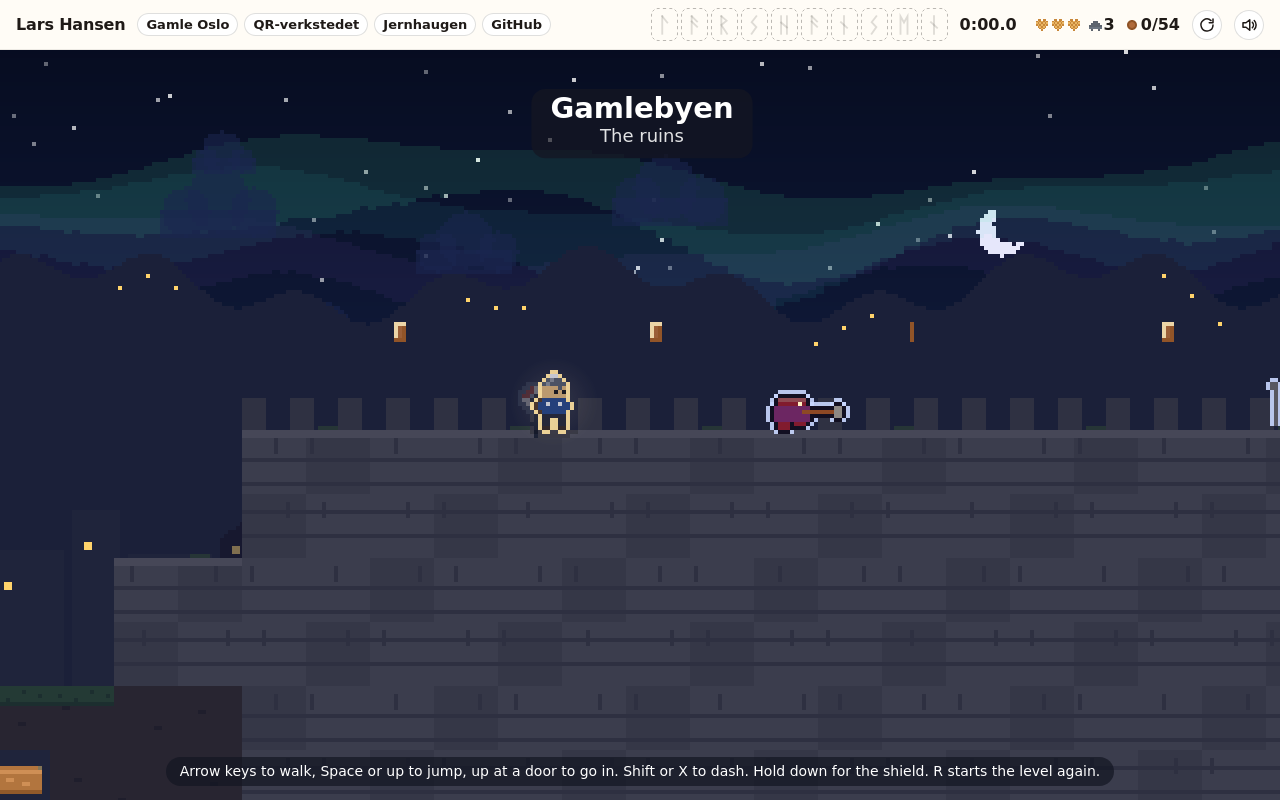 Lars Hansen
Gamle Oslo
QR-verkstedet
Jernhaugen
GitHub
ᛚ ᚨ ᚱ ᛊ ᚺ ᚨ ᚾ ᛊ ᛖ ᚾ
0:00.0
3
0/54
Gamlebyen
The ruins
Arrow keys to walk, Space or up to jump, up at a door to go in. Shift or X to dash. Hold down for the shield. R starts the level again.